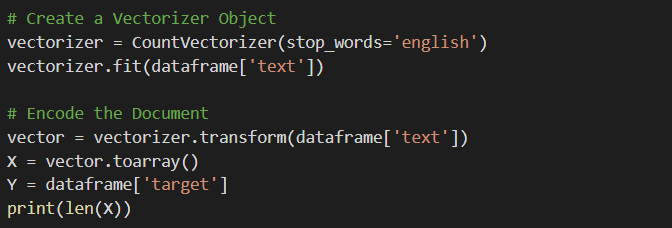 # Create a Vectorizer Object
vectorizer = CountVectorizer(stop_words='english')
vectorizer.fit(dataframe['text'])
# Encode the Document
vector = vectorizer.transform(dataframe['text'])
X = vector.toarray()
Y = dataframe['target']
print(len(X))